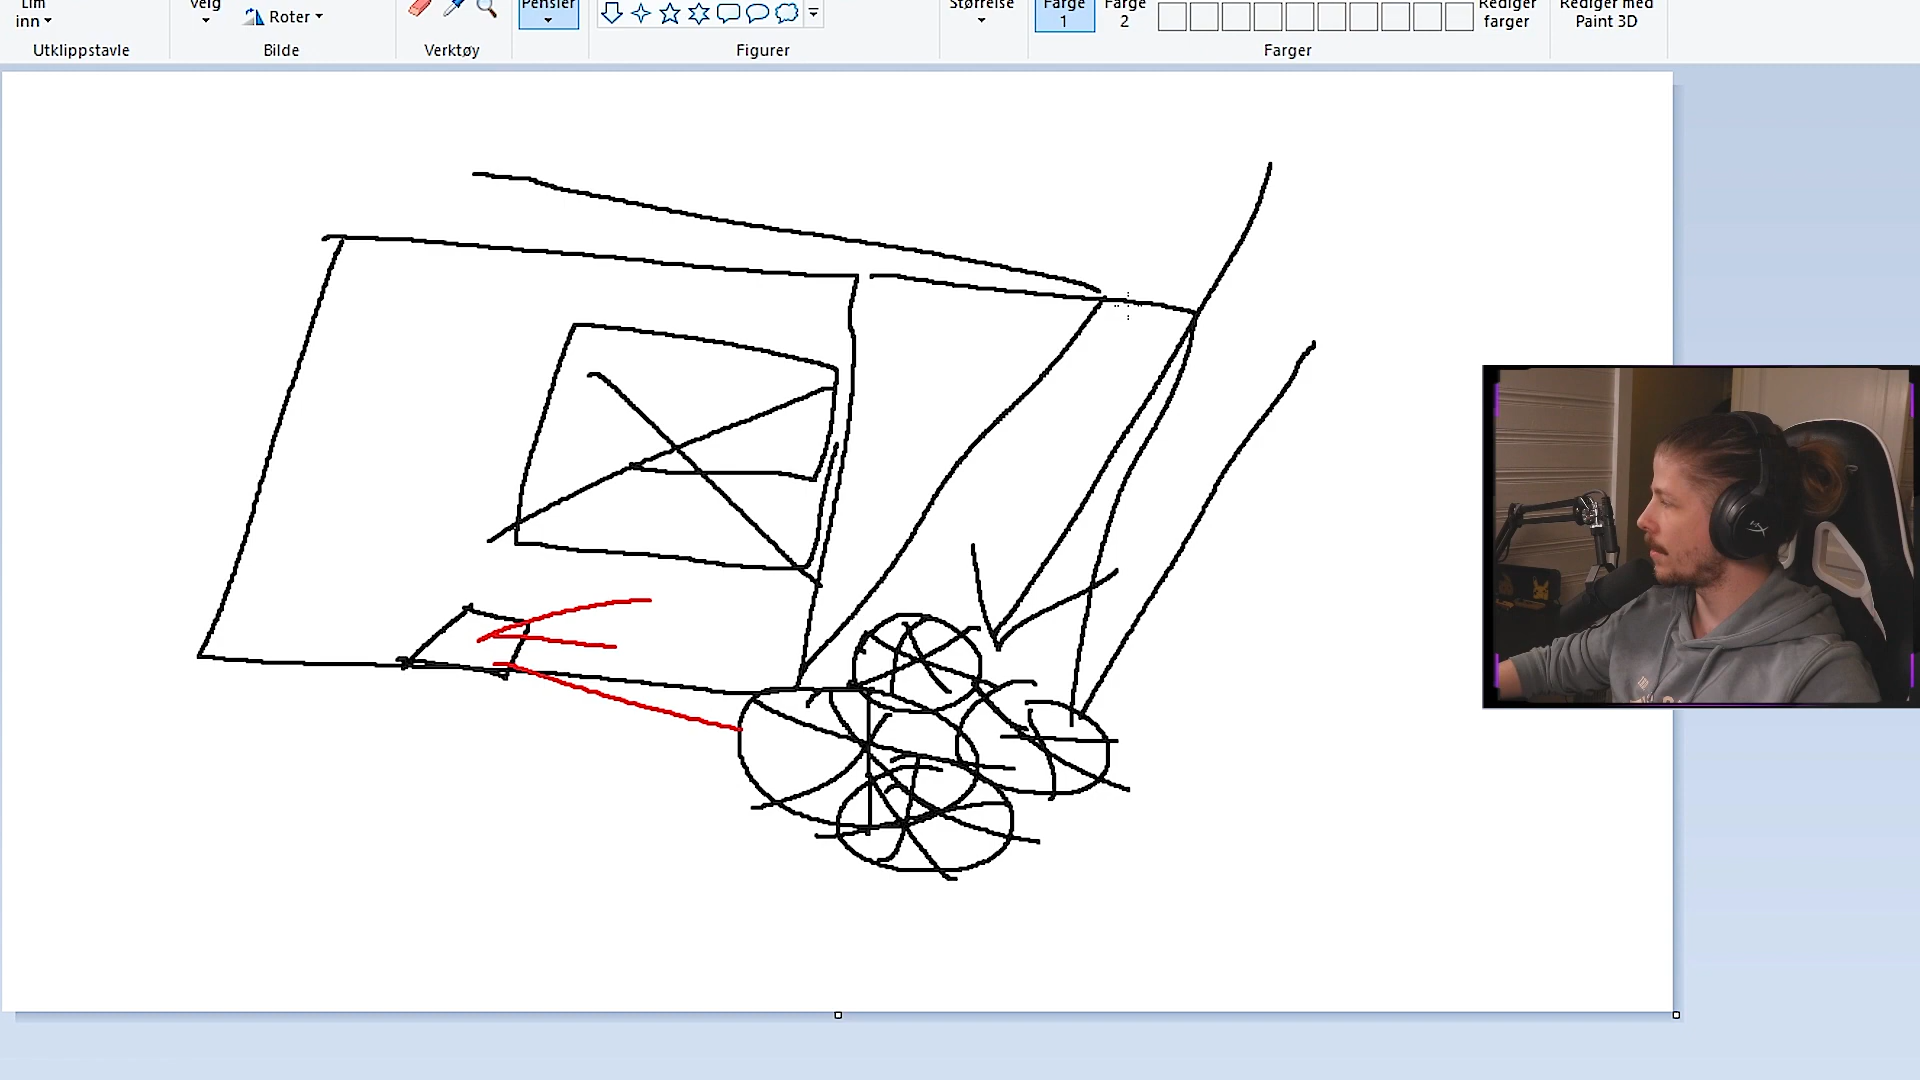 Lim
inn
Velg
Roter
Pensler
Størrelse
Farge
1
Farge
2
Rediger
farger
Rediger med
Paint 3D
Utklippstavle
Bilde
Verktøy
Figurer
Farger